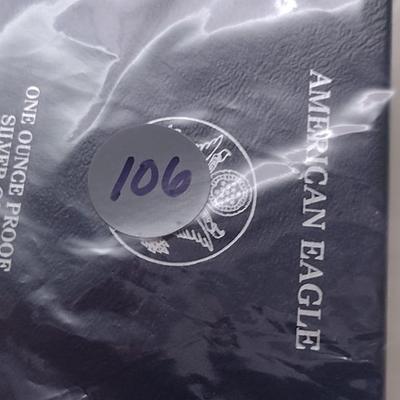 AMERICAN EAGLE
106
ONE OUNCE PROOF
SILVER